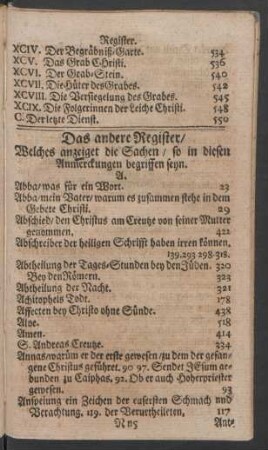 Register.
XCIV. Der Begräbniß-Garte. 534
XCV. Das Grab Christi. 536
XCVI. Der Grab-Stein. 540
XCVII. Die Hüter des Grabes. 542
XCVIII. Die Versiegelung des Grabes. 545
XCIX. Die Folgerinnen der Leiche Christi. 548
C. Der letzte Dienst. 550
Das andere Register/
Welches anzeiget die Sachen/ so in diesen
Anmerckungen begriffen seyn.
A.
Abba/ was für ein Wort. 23
Abba/ mein Vater/ warum es zusammen stehe in dem
Gebete Christi. 29
Abschied/ den Christus am Creutze von seiner Mutter
genommen. 422
Abschreiber der heiligen Schrifft haben irren können.
139.293 298.318.
Abtheilung der Tages-Stunden bey den Jüden. 320
Bey den Römern. 323
Abtheilung der Nacht. 321
Achitophels Todt. 178
Affecten bey Christo ohne Sünde. 438
Aloe. 518
Amen. 414
S. Andreas Creutze. 334
Annas/ warüm er der erste gewesen/ zu dem der gefan-
gene Christus geführet. 90 97. Sendet JEsum ge-
bunden zu Caiphas. 92. Ob er auch Hoherpriester
gewesen. 93
Anspeiung ein Zeichen der eusersten Schmach und
Verachtung. 119. der Verurtheileten. 117
N n 5 Ant-